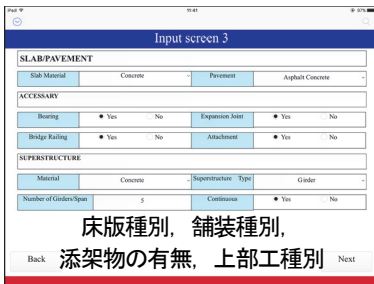 iPad 11:41 87%
Input screen 3
SLAB/PAVEMENT
Slab Material Concrete Pavement Asphalt Concrete
ACCESSARY
Bearing Yes No Expansion Joint Yes No
Bridge Railing Yes No Attachment Yes No
SUPERSTRUCTURE
Material Concrete Superstructure Type Girder
Number of Girders/Span 5 Continuous Yes No
床版種別，舗装種別，
Back 添架物の有無，上部工種別 Next